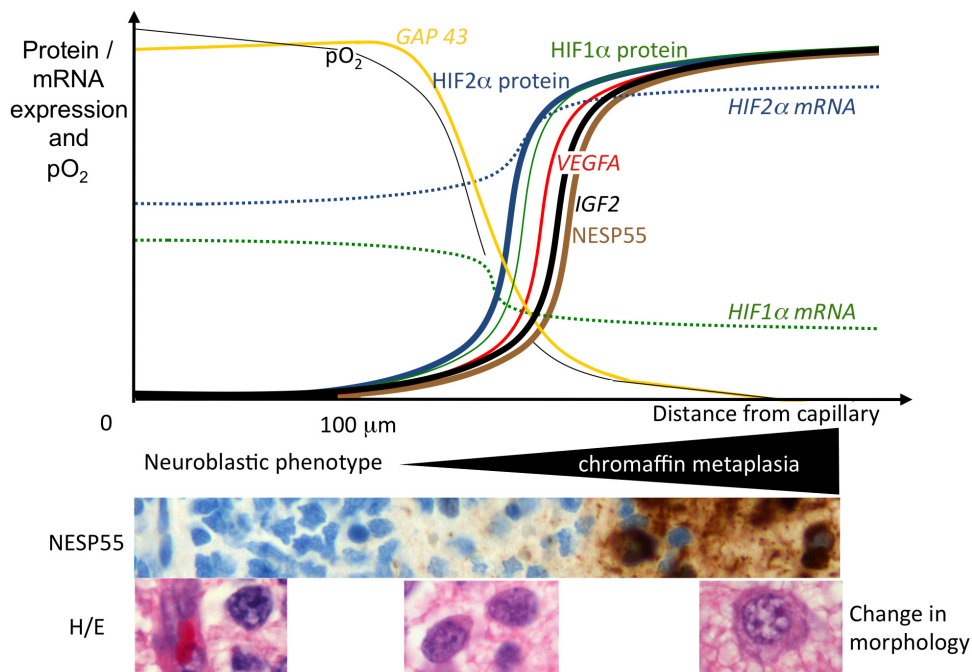 Protein /
mRNA
expression
and
pO2
GAP 43
pO2
HIF2α protein
HIF1α protein
HIF2α mRNA
VEGFA
IGF2
NESP55
HIF1α mRNA
0
100 μm
Distance from capillary
Neuroblastic phenotype
chromaffin metaplasia
NESP55
H/E
Change in
morphology